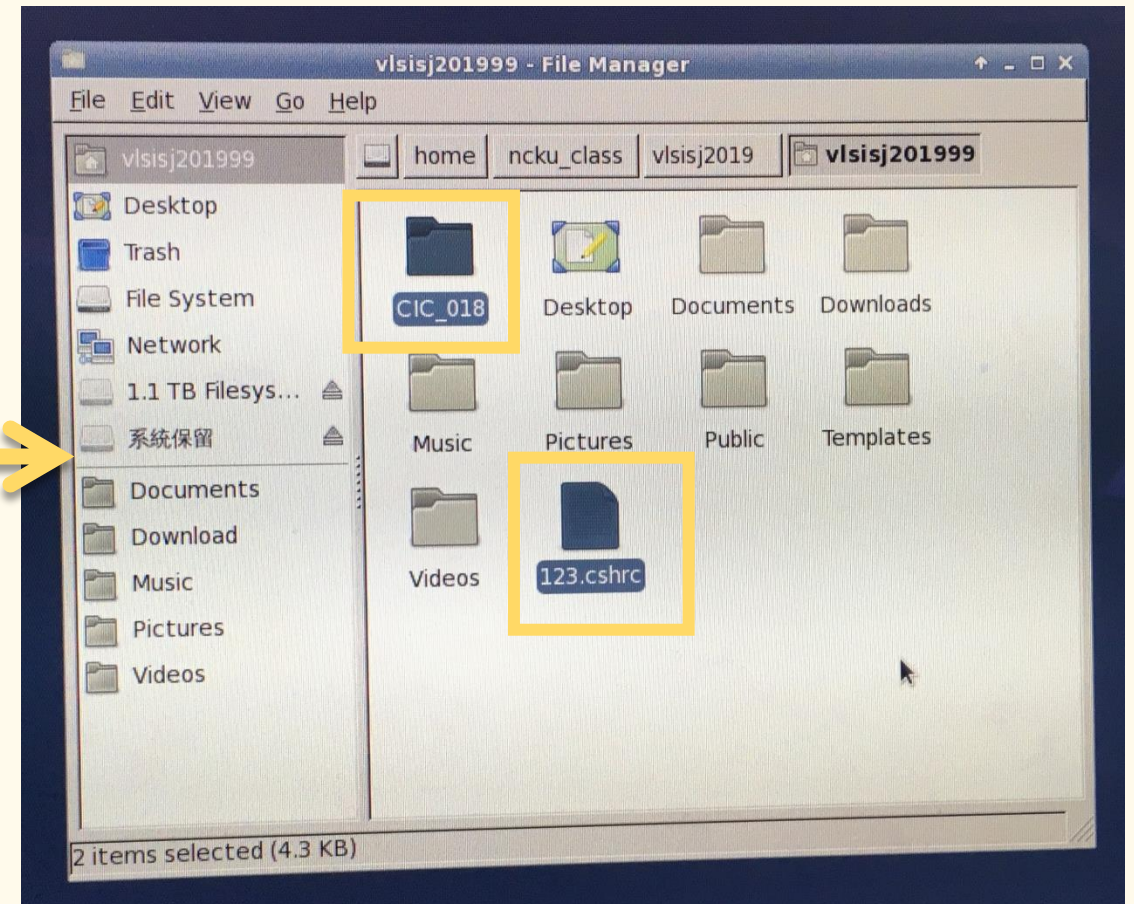 vlsisj201999 - File Manager
File Edit View Go Help
vlsisj201999
home ncku_class vlsisj2019 vlsisj201999
Desktop
Trash
File System
Network
1.1 TB Filesys...
系統保留
Documents
Download
Music
Pictures
Videos
CIC_018 Desktop Documents Downloads
Music Pictures Public Templates
Videos 123.cshrc
2 items selected (4.3 KB)